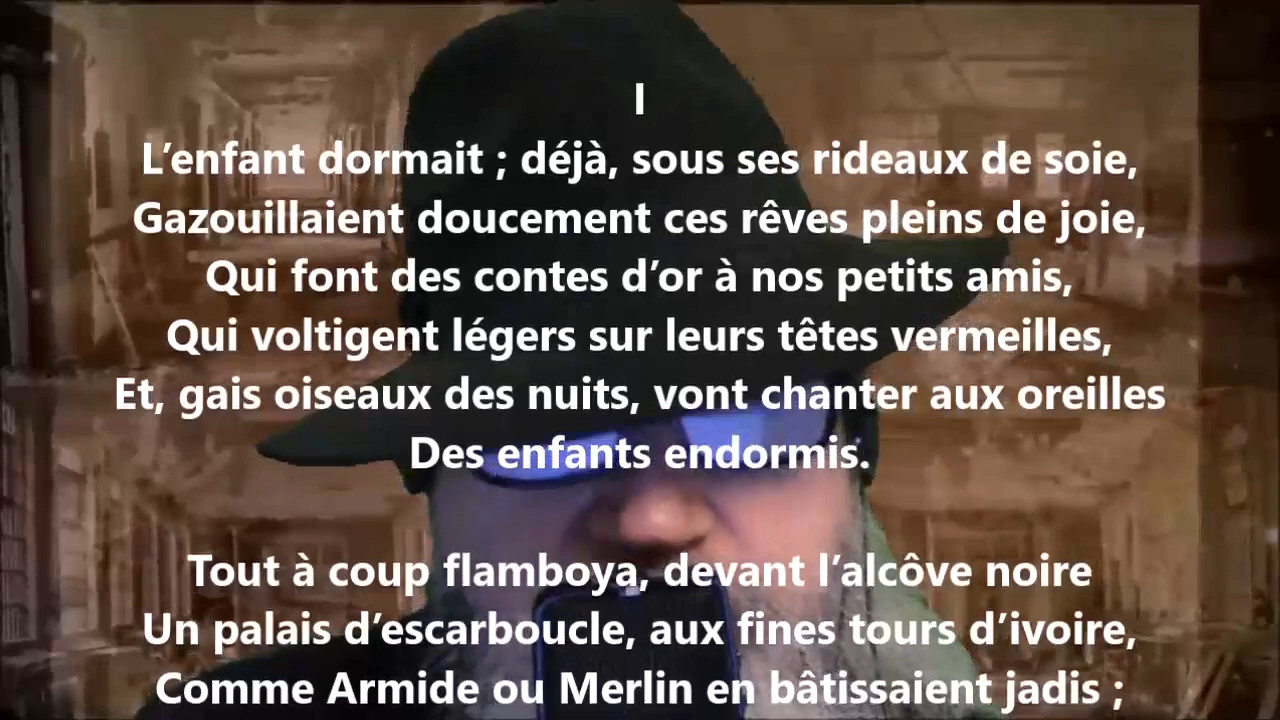 I
L’enfant dormait ; déjà, sous ses rideaux de soie,
Gazouillaient doucement ces rêves pleins de joie,
Qui font des contes d’or à nos petits amis,
Qui voltigent légers sur leurs têtes vermeilles,
Et, gais oiseaux des nuits, vont chanter aux oreilles
Des enfants endormis.
Tout à coup flamboya, devant l’alcôve noire
Un palais d’escarboucle, aux fines tours d’ivoire,
Comme Armide ou Merlin en bâtissaient jadis ;